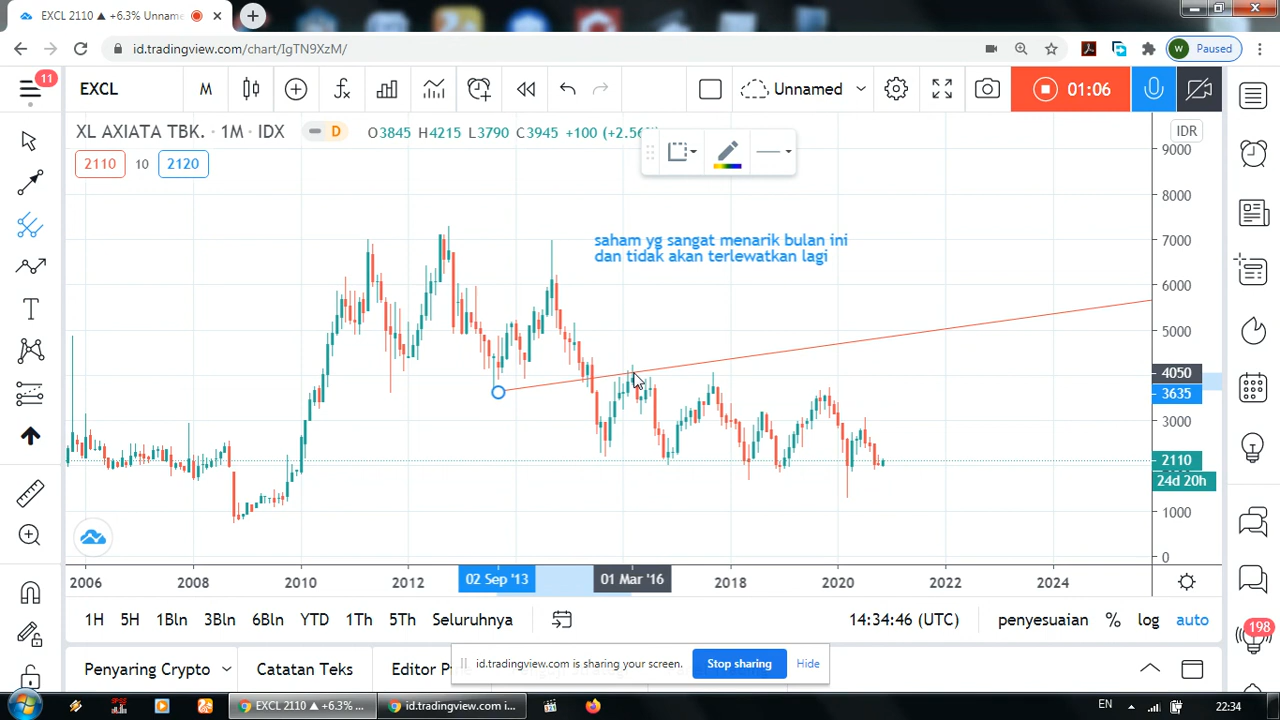 EXCL 2110 ▲ +6.3% Unname
id.tradingview.com/chart/IgTN9XzM/
W Paused
11
EXCL
M
Unnamed
01:06
XL AXIATA TBK. · 1M · IDX
D
O3845 H4215 L3790 C3945 +100
IDR
2110
10
2120
saham yg sangat menarik bulan ini
dan tidak akan terlewatkan lagi
9000
8000
7000
6000
5000
4050
3635
3000
2110
24d 20h
1000
0
2006
2008
2010
2012
02 Sep '13
01 Mar '16
2018
2020
2022
2024
1H
5H
1Bln
3Bln
6Bln
YTD
1Th
5Th
Seluruhnya
14:34:46 (UTC)
penyesuaian
%
log
auto
198
Penyaring Crypto
Catatan Teks
Editor P
id.tradingview.com is sharing your screen.
Stop sharing
Hide
EXCL 2110 ▲ +6.3% ...
id.tradingview.com i...
EN
22:34